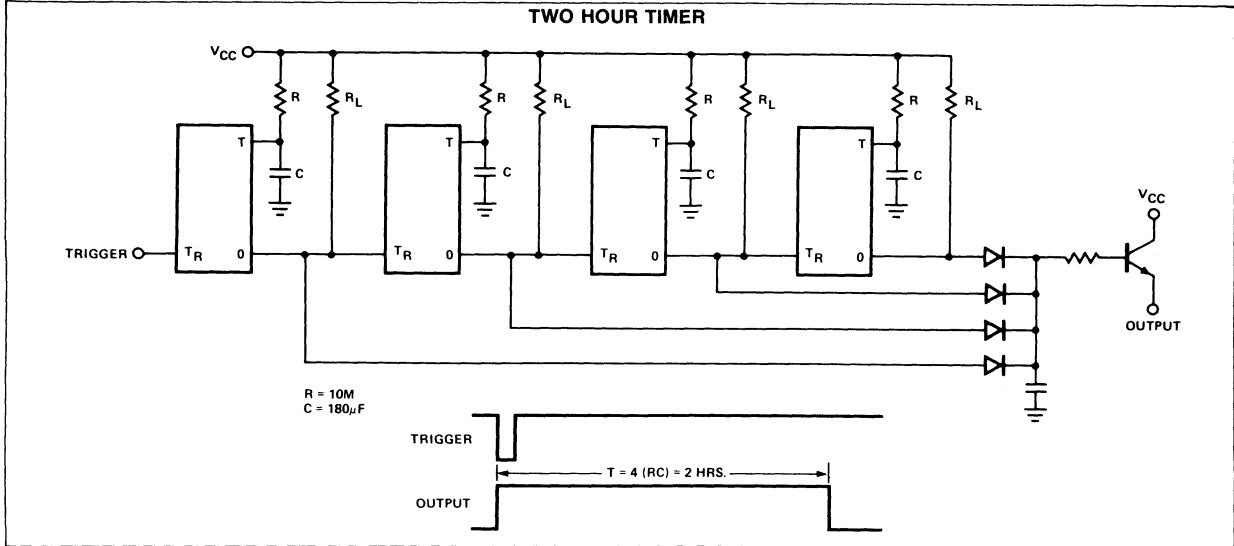 TWO HOUR TIMER
VCC
R
RL
R
RL
R
RL
R
RL
T
T
T
T
C
C
C
C
VCC
TRIGGER
TR
0
TR
0
TR
0
TR
0
OUTPUT
R = 10M
C = 180μF
TRIGGER
T = 4 (RC) = 2 HRS.
OUTPUT